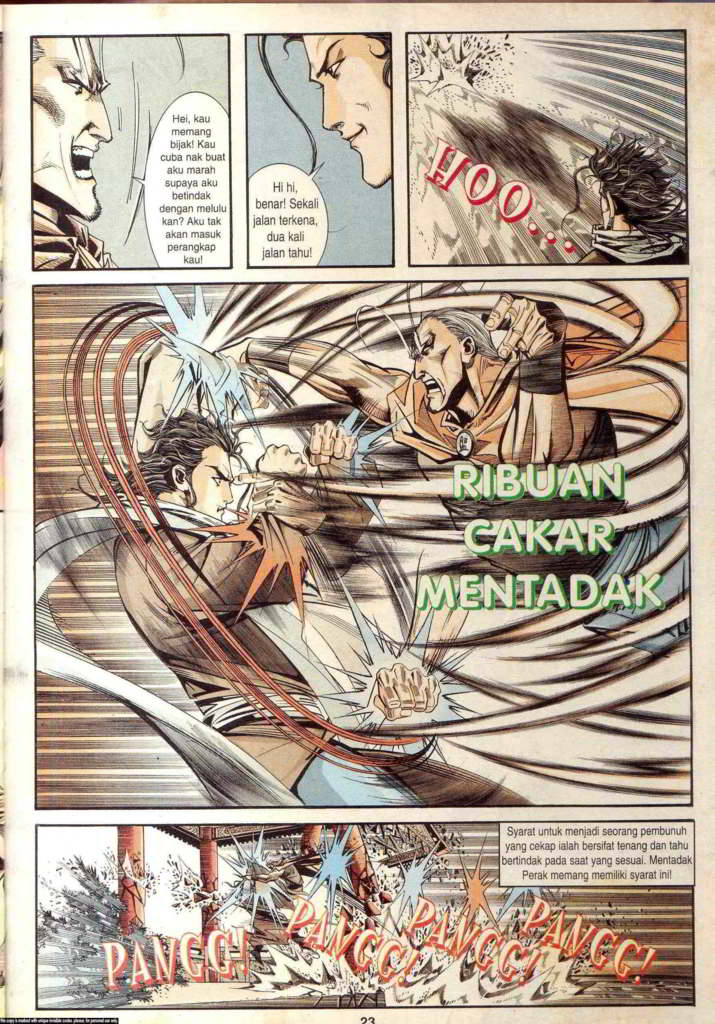 Hei, kau
memang
bijak! Kau
cuba nak buat
aku marah
supaya aku
betindak
dengan melulu
kan? Aku tak
akan masuk
perangkap
kau!
Hi hi,
benar! Sekali
jalan terkena,
dua kali
jalan tahu!
HOO...
RIBUAN
CAKAR
MENTADAK
Syarat untuk menjadi seorang pembunuh
yang cekap ialah bersifat tenang dan tahu
bertindak pada saat yang sesuai. Mentadak
Perak memang memiliki syarat ini!
PANGG!
PANGG!
PANGG!
PANGG!
23